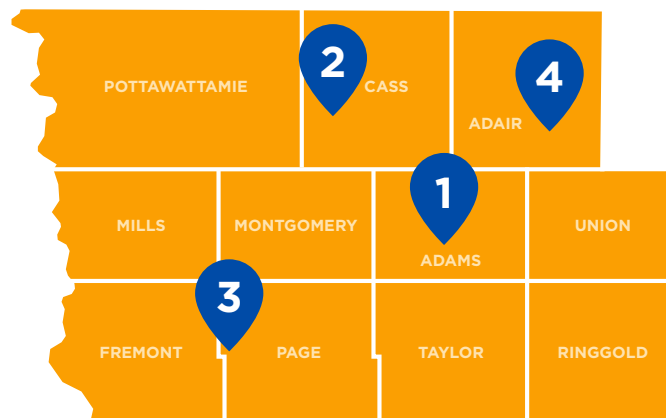 2
4
POTTAWATTAMIE
CASS
ADAIR
1
MILLS
MONTGOMERY
UNION
ADAMS
3
FREMONT
PAGE
TAYLOR
RINGGOLD